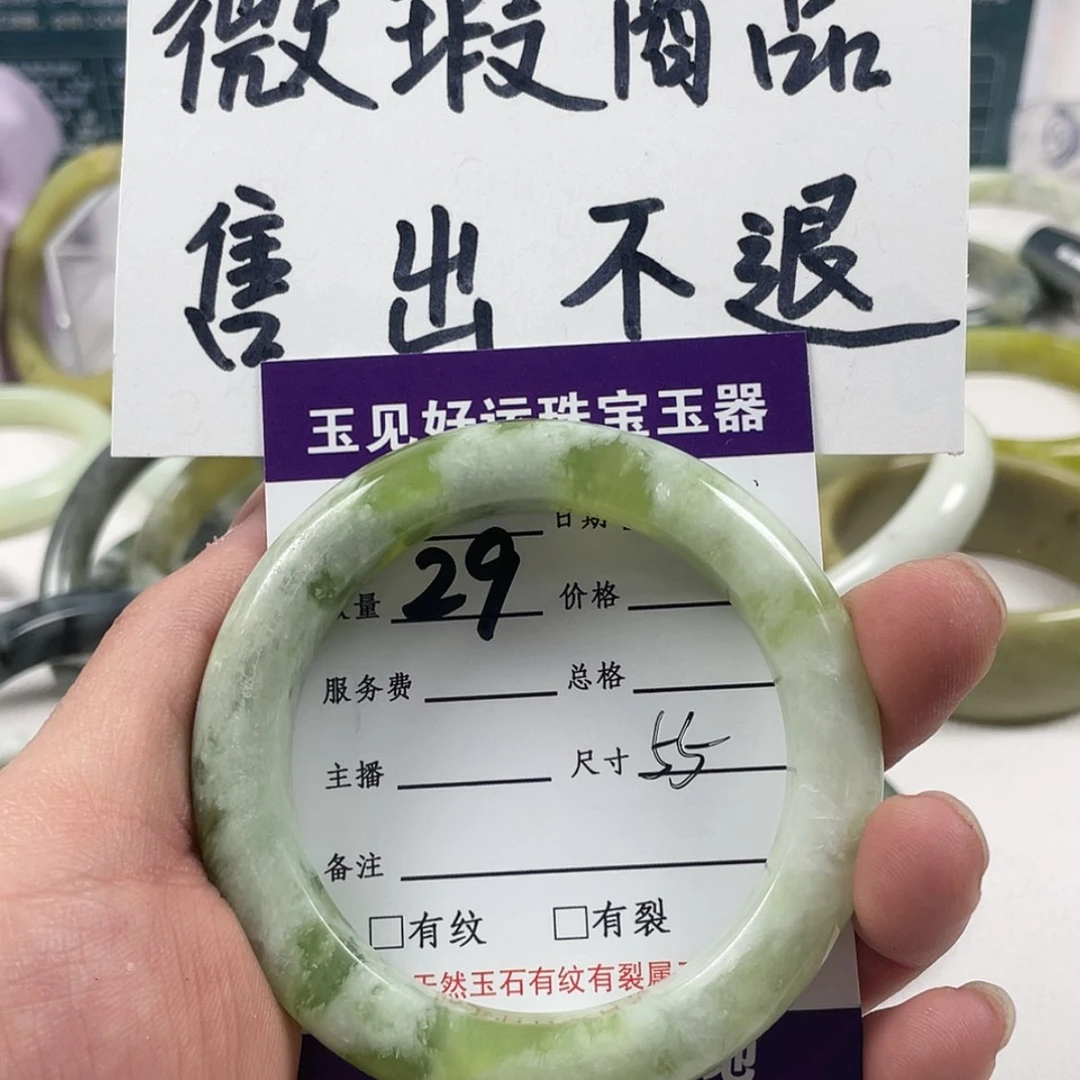 微瑕商品
售出不退
玉见好运珠宝玉器
日期
量 29 价格
服务费 总格
主播 尺寸 55
备注
□有纹 □有裂
天然玉石有纹有裂属